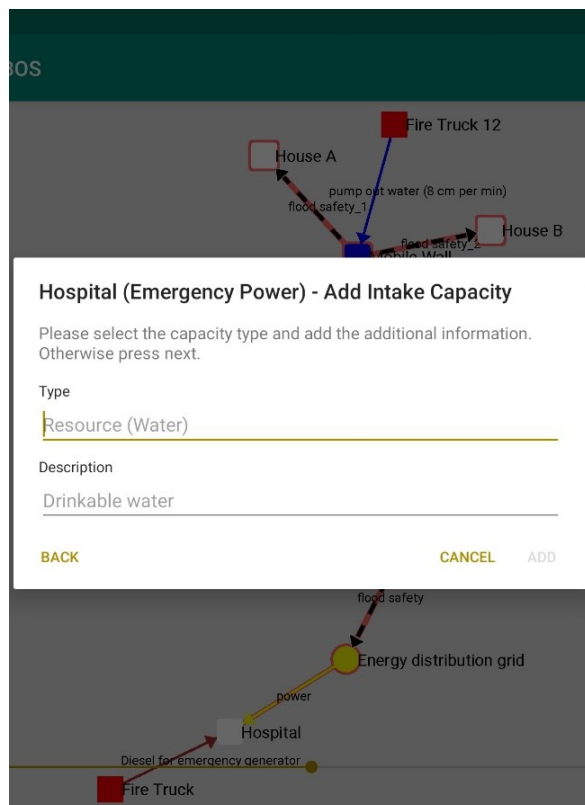 BOS
Fire Truck 12
House A
pump out water (8 cm per min)
flood safety_1
House B
flood safety_2
Mobile Wall
Hospital (Emergency Power) - Add Intake Capacity
Please select the capacity type and add the additional information.
Otherwise press next.
Type
Resource (Water)
Description
Drinkable water
BACK CANCEL ADD
flood safety
Energy distribution grid
power
Hospital
Diesel for emergency generator
Fire Truck